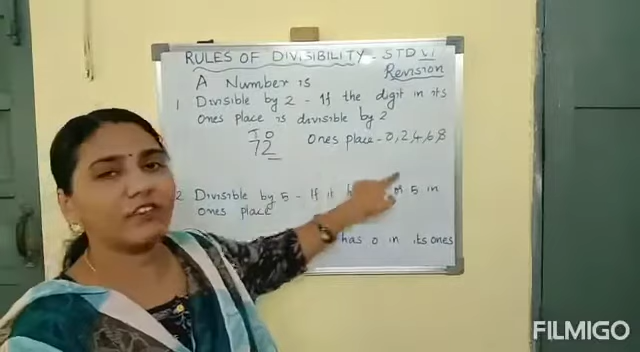 RULES OF DIVISIBILITY - STD VI
Revision
A Number is
1 Divisible by 2 - If the digit in its
ones place is divisible by 2
T O
72
Ones place - 0,2,4,6,8
2 Divisible by 5 - If it or 5 in
ones place
has 0 in its ones
FILMIGO